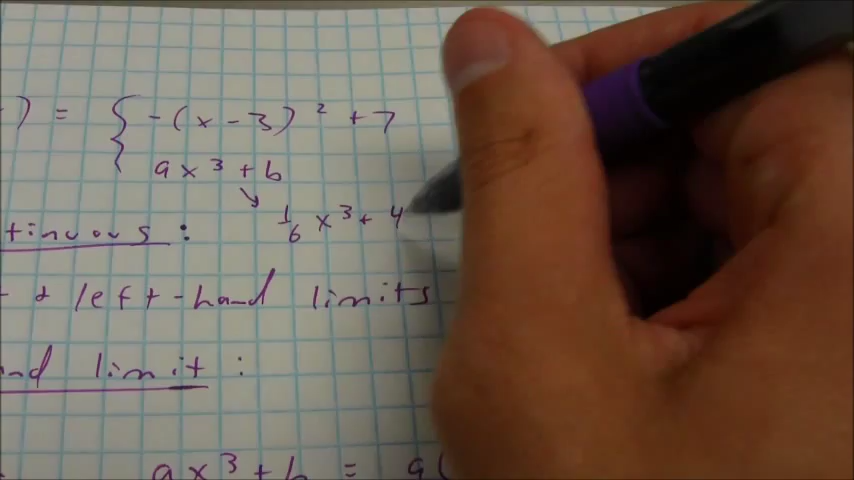 ) = { -(x-3)² + 7
ax³ + b
↘ 1/6 x³ + 4
tinuous :
+ left-hand limits
nd limit :
ax³ + b = a(